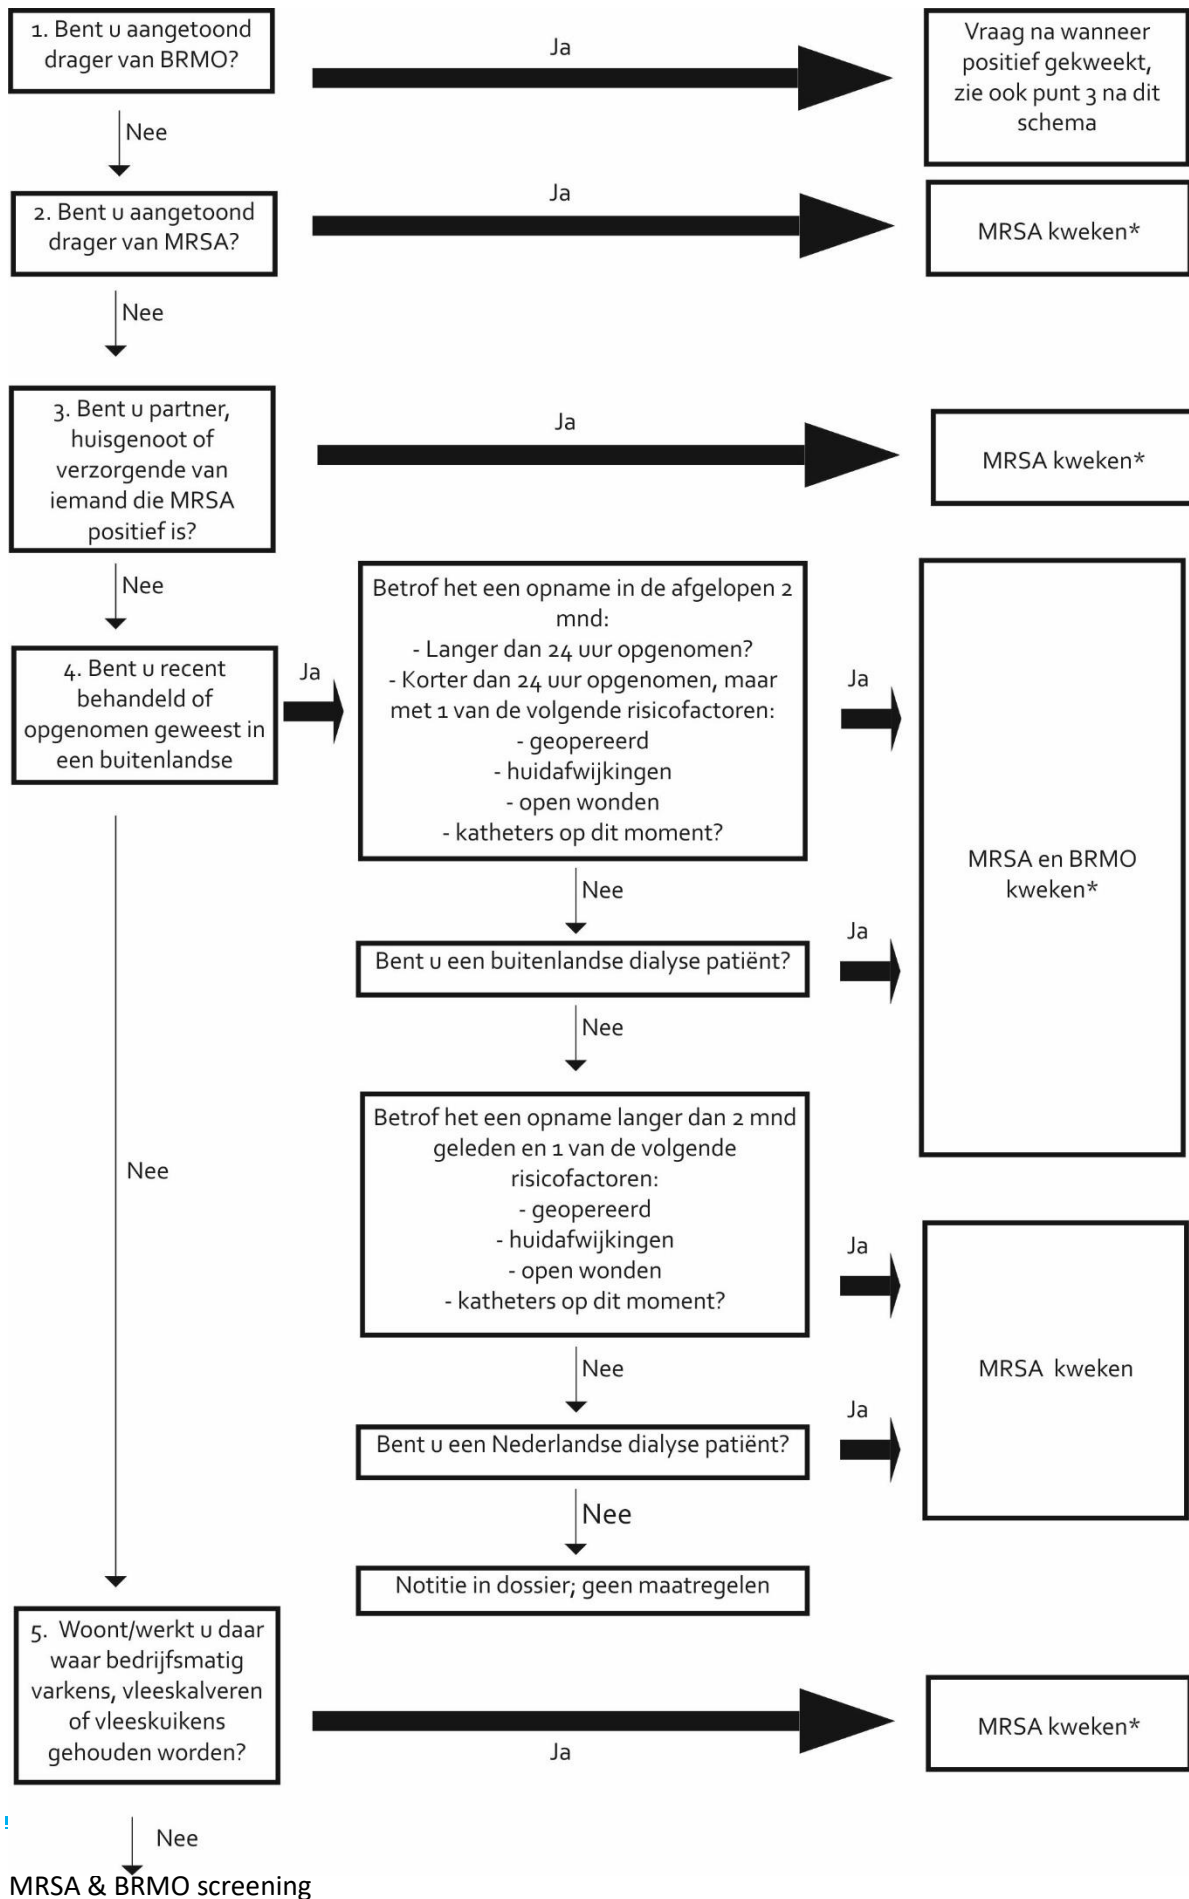 1. Bent u aangetoond
drager van BRMO?
Ja
Vraag na wanneer
positief gekweekt,
zie ook punt 3 na dit
schema
Nee
2. Bent u aangetoond
drager van MRSA?
Ja
MRSA kweken*
Nee
3. Bent u partner,
huisgenoot of
verzorgende van
iemand die MRSA
positief is?
Ja
MRSA kweken*
Nee
4. Bent u recent
behandeld of
opgenomen geweest in
een buitenlandse
Ja
Betrof het een opname in de afgelopen 2
mnd:
- Langer dan 24 uur opgenomen?
- Korter dan 24 uur opgenomen, maar
met 1 van de volgende risicofactoren:
- geopereerd
- huidafwijkingen
- open wonden
- katheters op dit moment?
Ja
MRSA en BRMO
kweken*
Nee
Bent u een buitenlandse dialyse patiënt?
Ja
Nee
Betrof het een opname langer dan 2 mnd
geleden en 1 van de volgende
risicofactoren:
- geopereerd
- huidafwijkingen
- open wonden
- katheters op dit moment?
Ja
MRSA kweken
Nee
Bent u een Nederlandse dialyse patiënt?
Ja
Nee
Notitie in dossier; geen maatregelen
Nee
5. Woont/werkt u daar
waar bedrijfsmatig
varkens, vleeskalveren
of vleeskuikens
gehouden worden?
Ja
MRSA kweken*
!
Nee
MRSA & BRMO screening